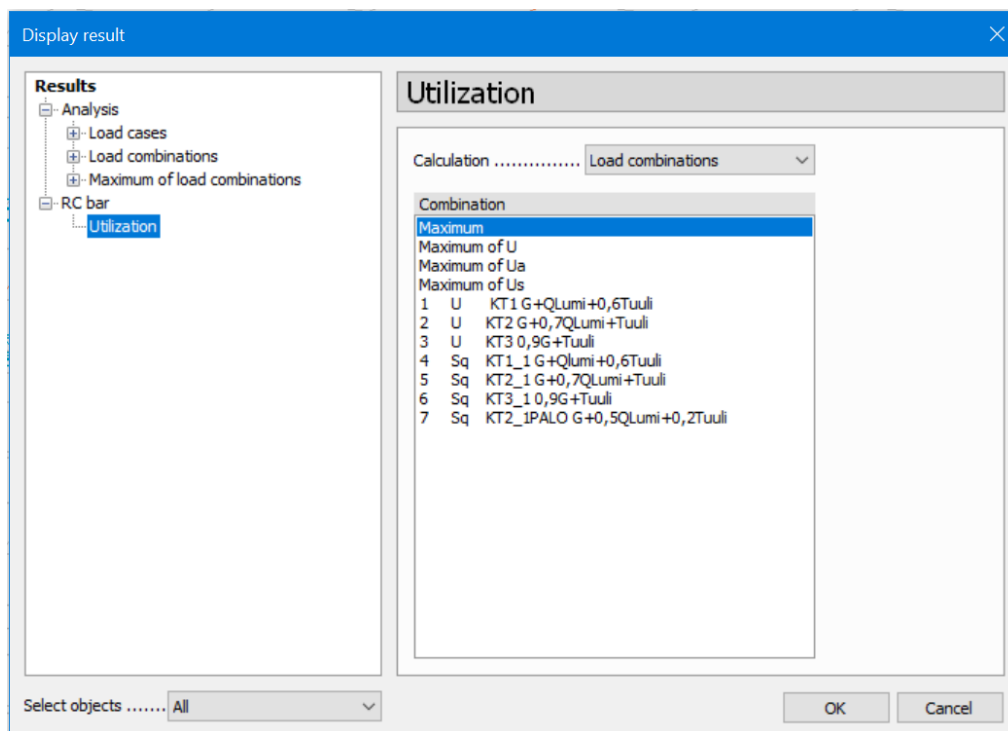 Display result
Results
Analysis
Load cases
Load combinations
Maximum of load combinations
RC bar
Utilization
Utilization
Calculation ............... Load combinations
Combination
Maximum
Maximum of U
Maximum of Ua
Maximum of Us
1 U KT1 G+QLumi+0,6Tuuli
2 U KT2 G+0,7QLumi+Tuuli
3 U KT3 0,9G+Tuuli
4 Sq KT1_1 G+Qlumi+0,6Tuuli
5 Sq KT2_1 G+0,7QLumi+Tuuli
6 Sq KT3_1 0,9G+Tuuli
7 Sq KT2_1PALO G+0,5QLumi+0,2Tuuli
Select objects ....... All
OK Cancel